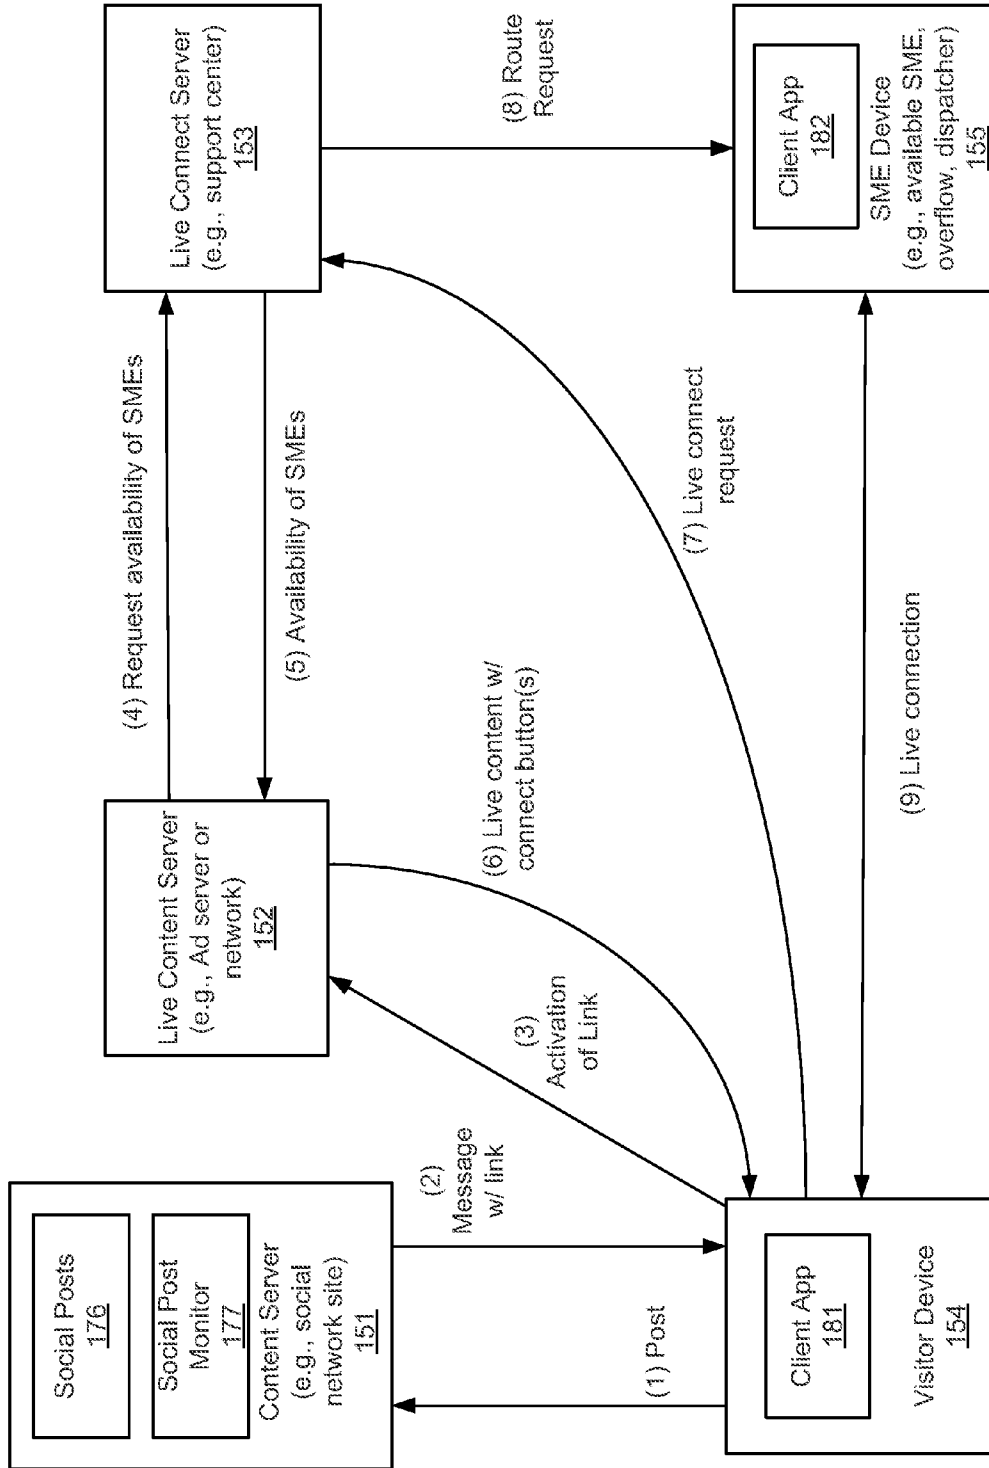 Social Posts
176
Social Post
Monitor
177
Content Server
(e.g., social
network site)
151
Live Content Server
(e.g., Ad server or
network)
152
Live Connect Server
(e.g., support center)
153
(4) Request availability of SMEs
(5) Availability of SMEs
(1) Post
(2)
Message
w/ link
(3)
Activation
of Link
(6) Live content w/
connect button(s)
(7) Live connect
request
(8) Route
Request
(9) Live connection
Client App
181
Visitor Device
154
Client App
182
SME Device
(e.g., available SME,
overflow, dispatcher)
155